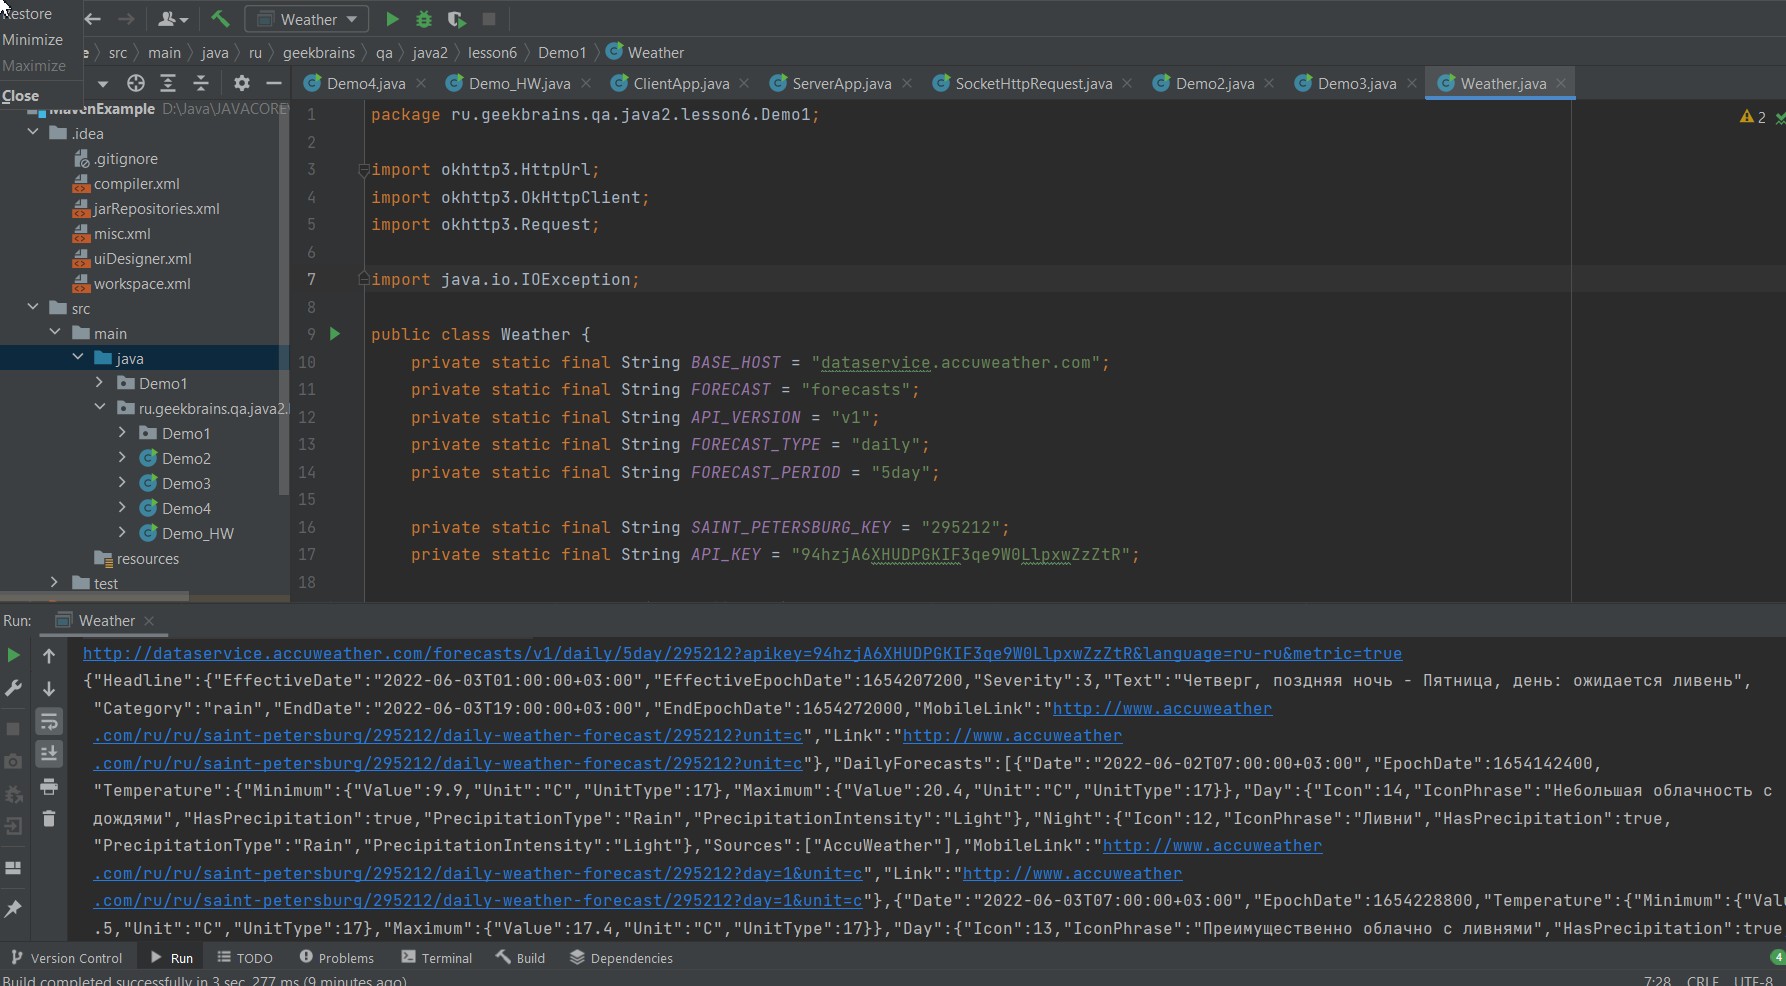 Restore
Minimize
Maximize
Close
Weather
src main java ru geekbrains qa java2 lesson6 Demo1 Weather
Demo4.java Demo_HW.java ClientApp.java ServerApp.java SocketHttpRequest.java Demo2.java Demo3.java Weather.java
MavenExample D:\Java\JAVACORE
.idea
.gitignore
compiler.xml
jarRepositories.xml
misc.xml
uiDesigner.xml
workspace.xml
src
main
java
Demo1
ru.geekbrains.qa.java2.
Demo1
Demo2
Demo3
Demo4
Demo_HW
resources
test
1 package ru.geekbrains.qa.java2.lesson6.Demo1;
2
3 import okhttp3.HttpUrl;
4 import okhttp3.OkHttpClient;
5 import okhttp3.Request;
6
7 import java.io.IOException;
8
9 public class Weather {
10 private static final String BASE_HOST = "dataservice.accuweather.com";
11 private static final String FORECAST = "forecasts";
12 private static final String API_VERSION = "v1";
13 private static final String FORECAST_TYPE = "daily";
14 private static final String FORECAST_PERIOD = "5day";
15
16 private static final String SAINT_PETERSBURG_KEY = "295212";
17 private static final String API_KEY = "94hzjA6XHUDPGKIF3qe9W0LlpxwZzZtR";
18
2
Run: Weather
http://dataservice.accuweather.com/forecasts/v1/daily/5day/295212?apikey=94hzjA6XHUDPGKIF3qe9W0LlpxwZzZtR&language=ru-ru&metric=true
{"Headline":{"EffectiveDate":"2022-06-03T01:00:00+03:00","EffectiveEpochDate":1654207200,"Severity":3,"Text":"Четверг, поздняя ночь - Пятница, день: ожидается ливень",
"Category":"rain","EndDate":"2022-06-03T19:00:00+03:00","EndEpochDate":1654272000,"MobileLink":"http://www.accuweather
.com/ru/ru/saint-petersburg/295212/daily-weather-forecast/295212?unit=c","Link":"http://www.accuweather
.com/ru/ru/saint-petersburg/295212/daily-weather-forecast/295212?unit=c"},"DailyForecasts":[{"Date":"2022-06-02T07:00:00+03:00","EpochDate":1654142400,
"Temperature":{"Minimum":{"Value":9.9,"Unit":"C","UnitType":17},"Maximum":{"Value":20.4,"Unit":"C","UnitType":17}},"Day":{"Icon":14,"IconPhrase":"Небольшая облачность с
дождями","HasPrecipitation":true,"PrecipitationType":"Rain","PrecipitationIntensity":"Light"},"Night":{"Icon":12,"IconPhrase":"Ливни","HasPrecipitation":true,
"PrecipitationType":"Rain","PrecipitationIntensity":"Light"},"Sources":["AccuWeather"],"MobileLink":"http://www.accuweather
.com/ru/ru/saint-petersburg/295212/daily-weather-forecast/295212?day=1&unit=c","Link":"http://www.accuweather
.com/ru/ru/saint-petersburg/295212/daily-weather-forecast/295212?day=1&unit=c"},{"Date":"2022-06-03T07:00:00+03:00","EpochDate":1654228800,"Temperature":{"Minimum":{"Valu
.5,"Unit":"C","UnitType":17},"Maximum":{"Value":17.4,"Unit":"C","UnitType":17}},"Day":{"Icon":13,"IconPhrase":"Преимущественно облачно с ливнями","HasPrecipitation":true
Version Control Run TODO Problems Terminal Build Dependencies 4
Build completed successfully in 3 sec, 277 ms (9 minutes ago) 7:28 CRLF UTF-8